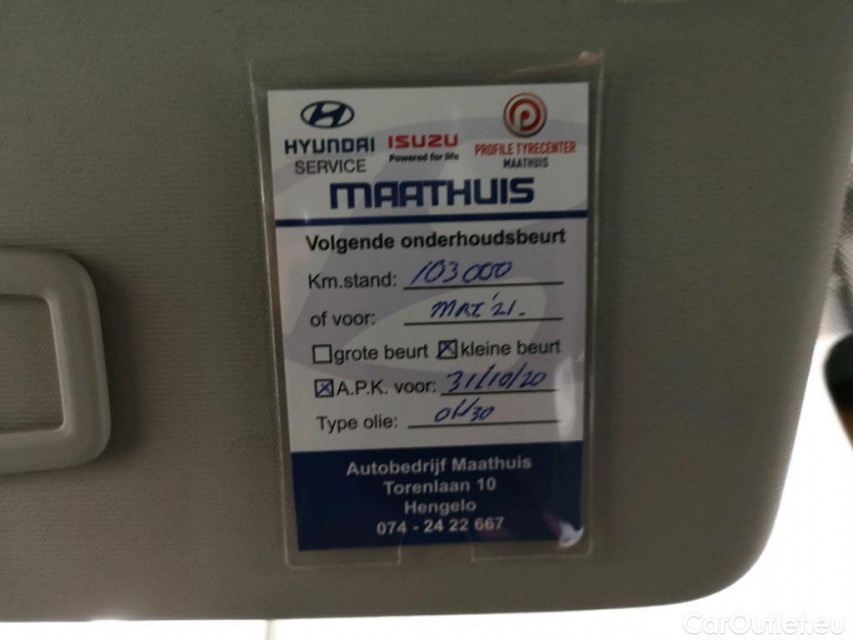 HYUNDAI SERVICE
ISUZU
Powered for life
PROFILE TYRECENTER
MAATHUIS
MAATHUIS
Volgende onderhoudsbeurt
Km.stand: 103000
of voor: MRT '21.
grote beurt kleine beurt
A.P.K. voor: 31/10/20
Type olie: 0W30
Autobedrijf Maathuis
Torenlaan 10
Hengelo
074 - 24 22 667
CarOutlet.eu